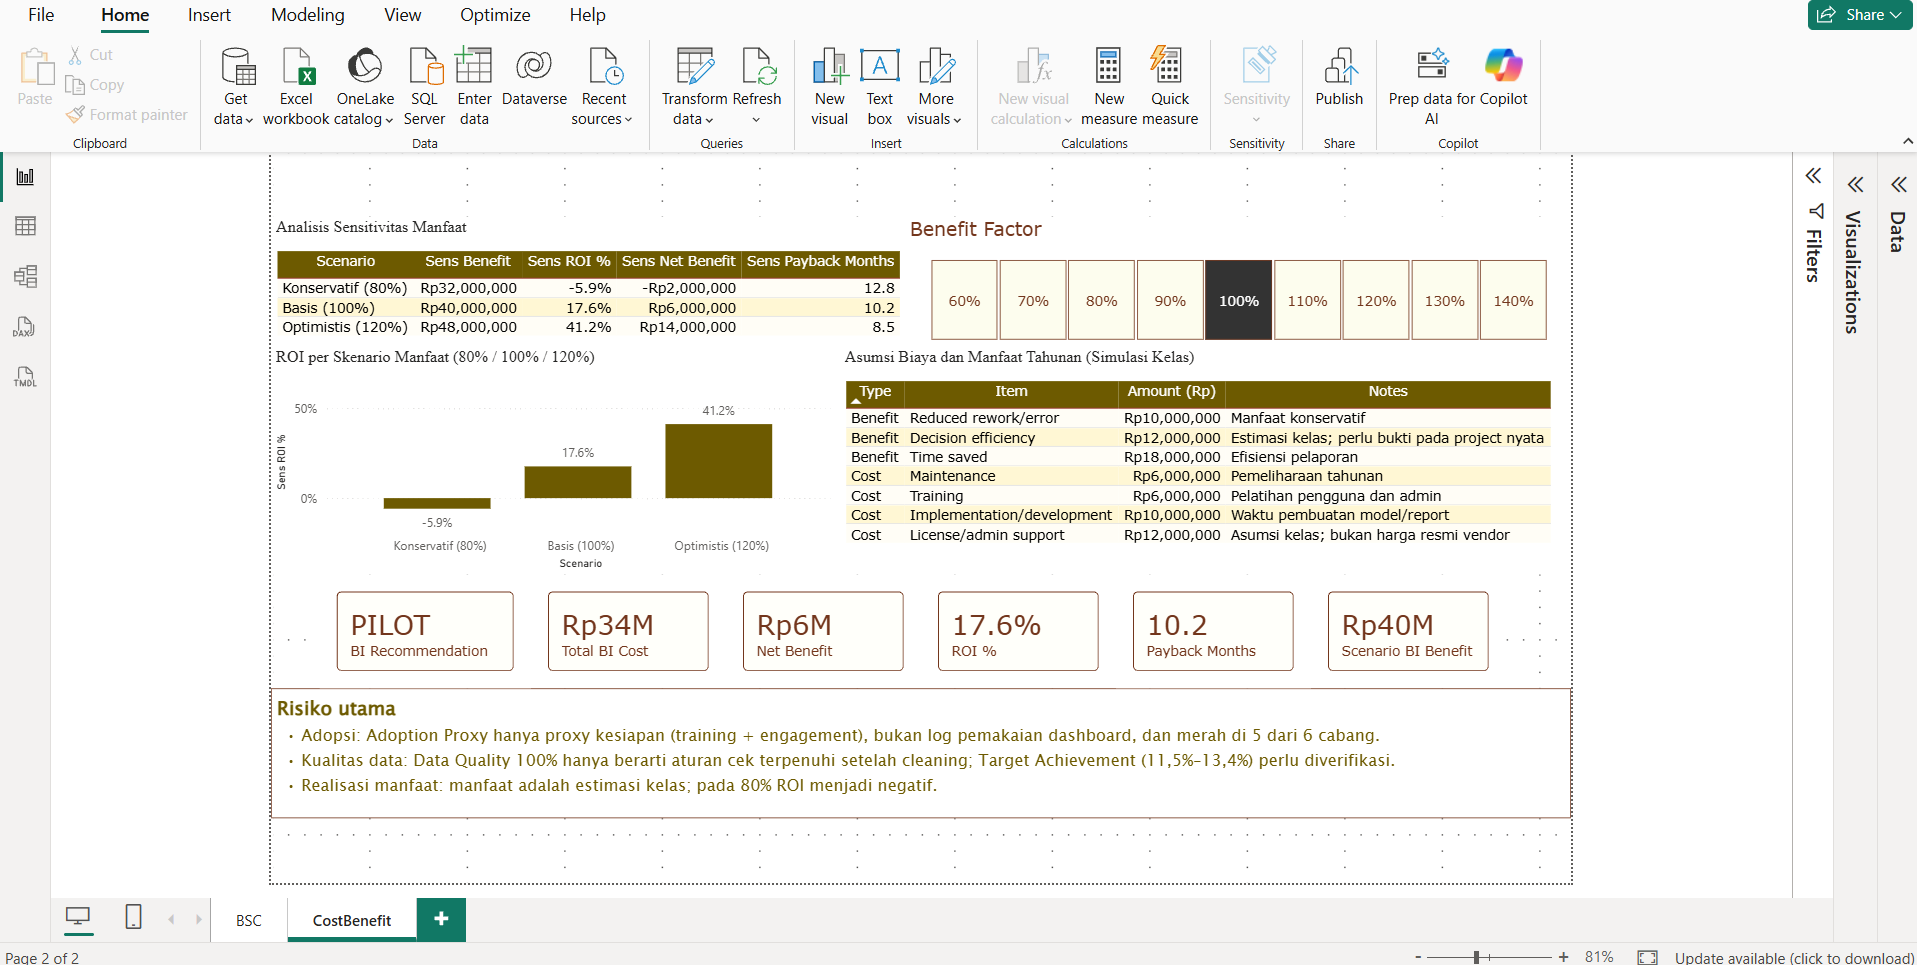 File Home Insert Modeling View Optimize Help Share
Paste Cut
Copy
Format painter
Clipboard
Get data
Excel workbook
OneLake catalog
SQL Server
Enter data
Dataverse
Recent sources
Data
Transform data
Refresh
Queries
New visual
Text box
More visuals
Insert
New visual calculation
New measure
Quick measure
Calculations
Sensitivity
Sensitivity
Publish
Share
Prep data for AI
Copilot
Copilot
DAX
TMDL
Analisis Sensitivitas Manfaat
Scenario Sens Benefit Sens ROI % Sens Net Benefit Sens Payback Months
Konservatif (80%) Rp32,000,000 -5.9% -Rp2,000,000 12.8
Basis (100%) Rp40,000,000 17.6% Rp6,000,000 10.2
Optimistis (120%) Rp48,000,000 41.2% Rp14,000,000 8.5
Benefit Factor
60% 70% 80% 90% 100% 110% 120% 130% 140%
ROI per Skenario Manfaat (80% / 100% / 120%)
Sens ROI %
50%
0%
-5.9%
17.6%
41.2%
Konservatif (80%) Basis (100%) Optimistis (120%)
Scenario
Asumsi Biaya dan Manfaat Tahunan (Simulasi Kelas)
Type Item Amount (Rp) Notes
Benefit Reduced rework/error Rp10,000,000 Manfaat konservatif
Benefit Decision efficiency Rp12,000,000 Estimasi kelas; perlu bukti pada project nyata
Benefit Time saved Rp18,000,000 Efisiensi pelaporan
Cost Maintenance Rp6,000,000 Pemeliharaan tahunan
Cost Training Rp6,000,000 Pelatihan pengguna dan admin
Cost Implementation/development Rp10,000,000 Waktu pembuatan model/report
Cost License/admin support Rp12,000,000 Asumsi kelas; bukan harga resmi vendor
PILOT
BI Recommendation
Rp34M
Total BI Cost
Rp6M
Net Benefit
17.6%
ROI %
10.2
Payback Months
Rp40M
Scenario BI Benefit
Risiko utama
• Adopsi: Adoption Proxy hanya proxy kesiapan (training + engagement), bukan log pemakaian dashboard, dan merah di 5 dari 6 cabang.
• Kualitas data: Data Quality 100% hanya berarti aturan cek terpenuhi setelah cleaning; Target Achievement (11,5%–13,4%) perlu diverifikasi.
• Realisasi manfaat: manfaat adalah estimasi kelas; pada 80% ROI menjadi negatif.
Filters
Visualizations
Data
BSC CostBenefit +
Page 2 of 2
- + 81% Update available (click to download)